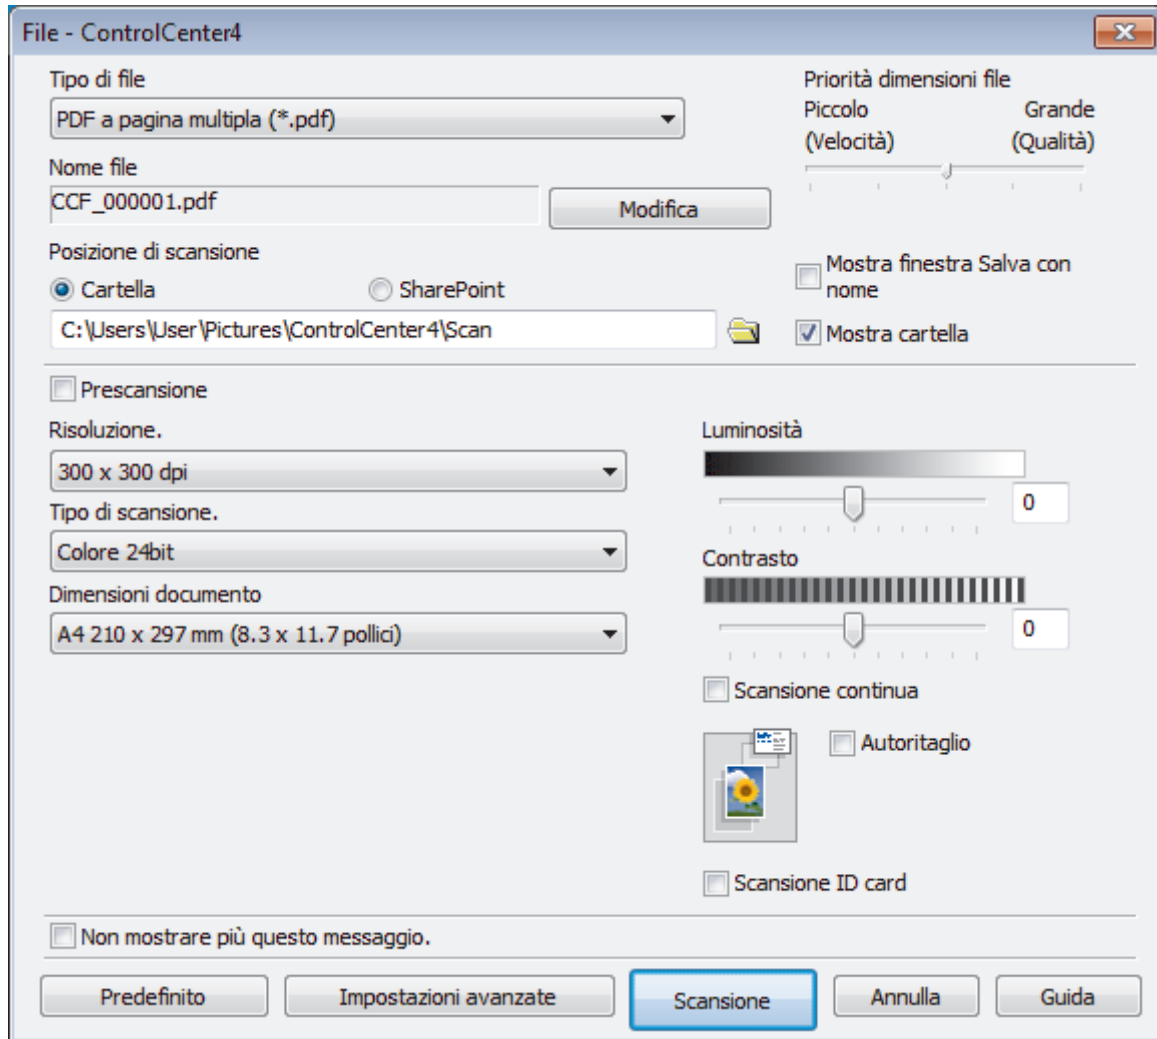 File - ControlCenter4
Tipo di file
PDF a pagina multipla (*.pdf)
Priorità dimensioni file
Piccolo Grande
(Velocità) (Qualità)
Nome file
CCF_000001.pdf
Modifica
Posizione di scansione
Cartella SharePoint
C:\Users\User\Pictures\ControlCenter4\Scan
Mostra finestra Salva con
nome
Mostra cartella
Prescansione
Risoluzione.
300 x 300 dpi
Tipo di scansione.
Colore 24bit
Dimensioni documento
A4 210 x 297 mm (8.3 x 11.7 pollici)
Luminosità
0
Contrasto
0
Scansione continua
Autoritaglio
Scansione ID card
Non mostrare più questo messaggio.
Predefinito Impostazioni avanzate Scansione Annulla Guida